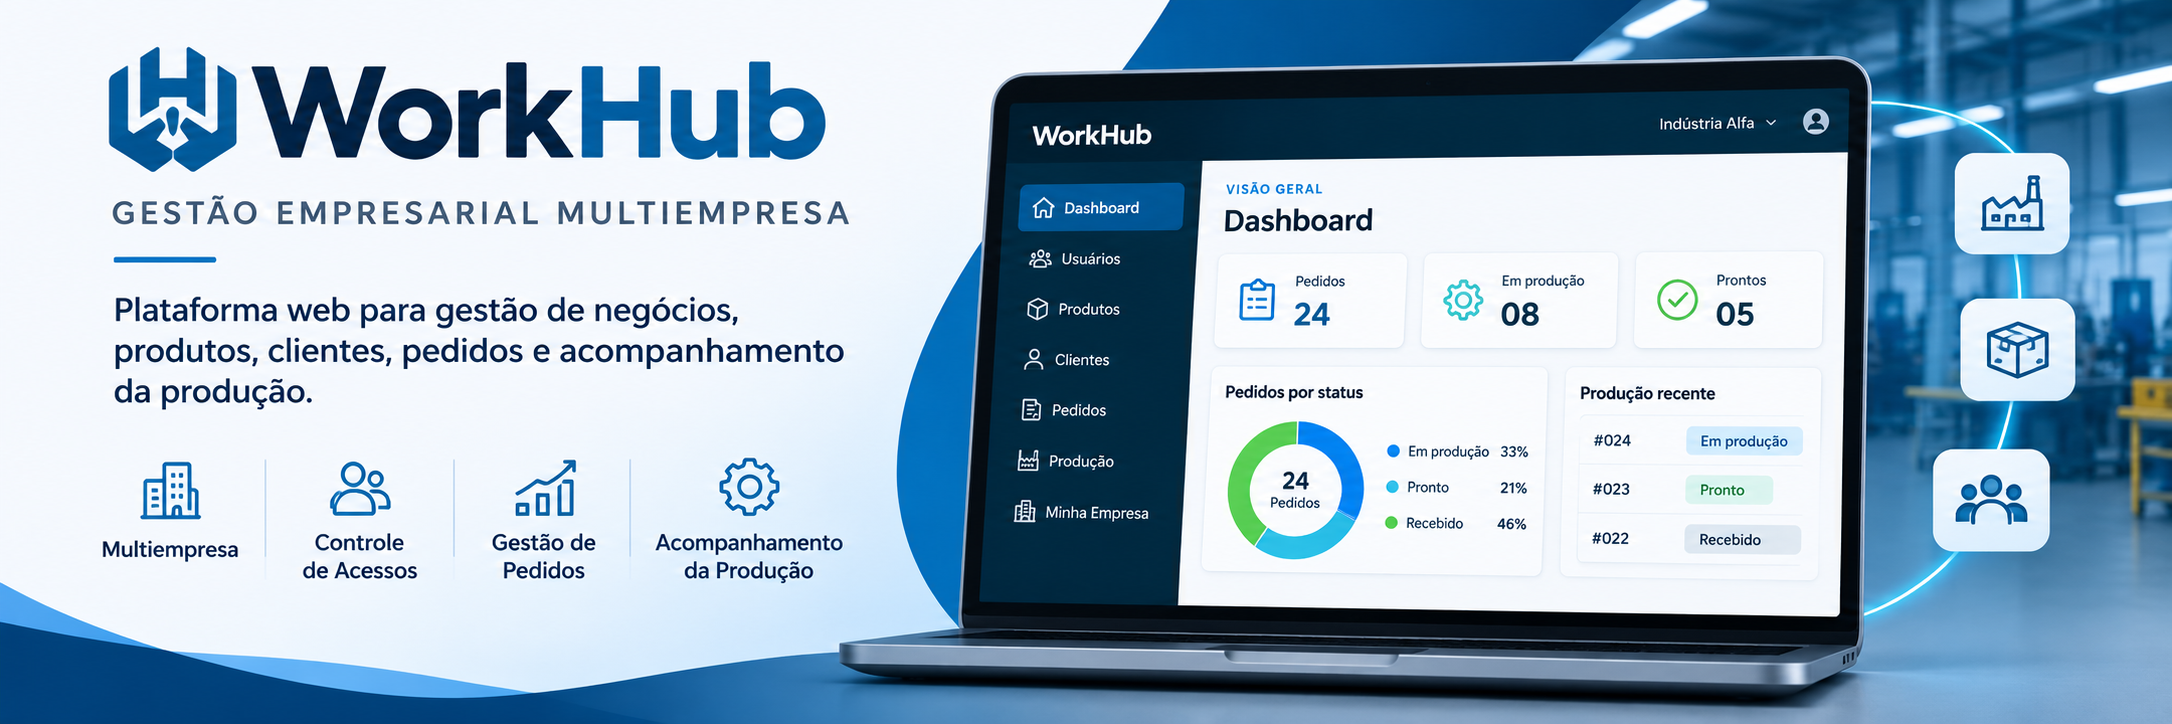 WorkHub
GESTÃO EMPRESARIAL MULTIEMPRESA
Plataforma web para gestão de negócios,
produtos, clientes, pedidos e acompanhamento
da produção.
Multiempresa
Controle
de Acessos
Gestão de
Pedidos
Acompanhamento
da Produção
WorkHub
Indústria Alfa
Dashboard
Usuários
Produtos
Clientes
Pedidos
Produção
Minha Empresa
VISÃO GERAL
Dashboard
Pedidos
24
Em produção
08
Prontos
05
Pedidos por status
24
Pedidos
Em produção 33%
Pronto 21%
Recebido 46%
Produção recente
#024 Em produção
#023 Pronto
#022 Recebido